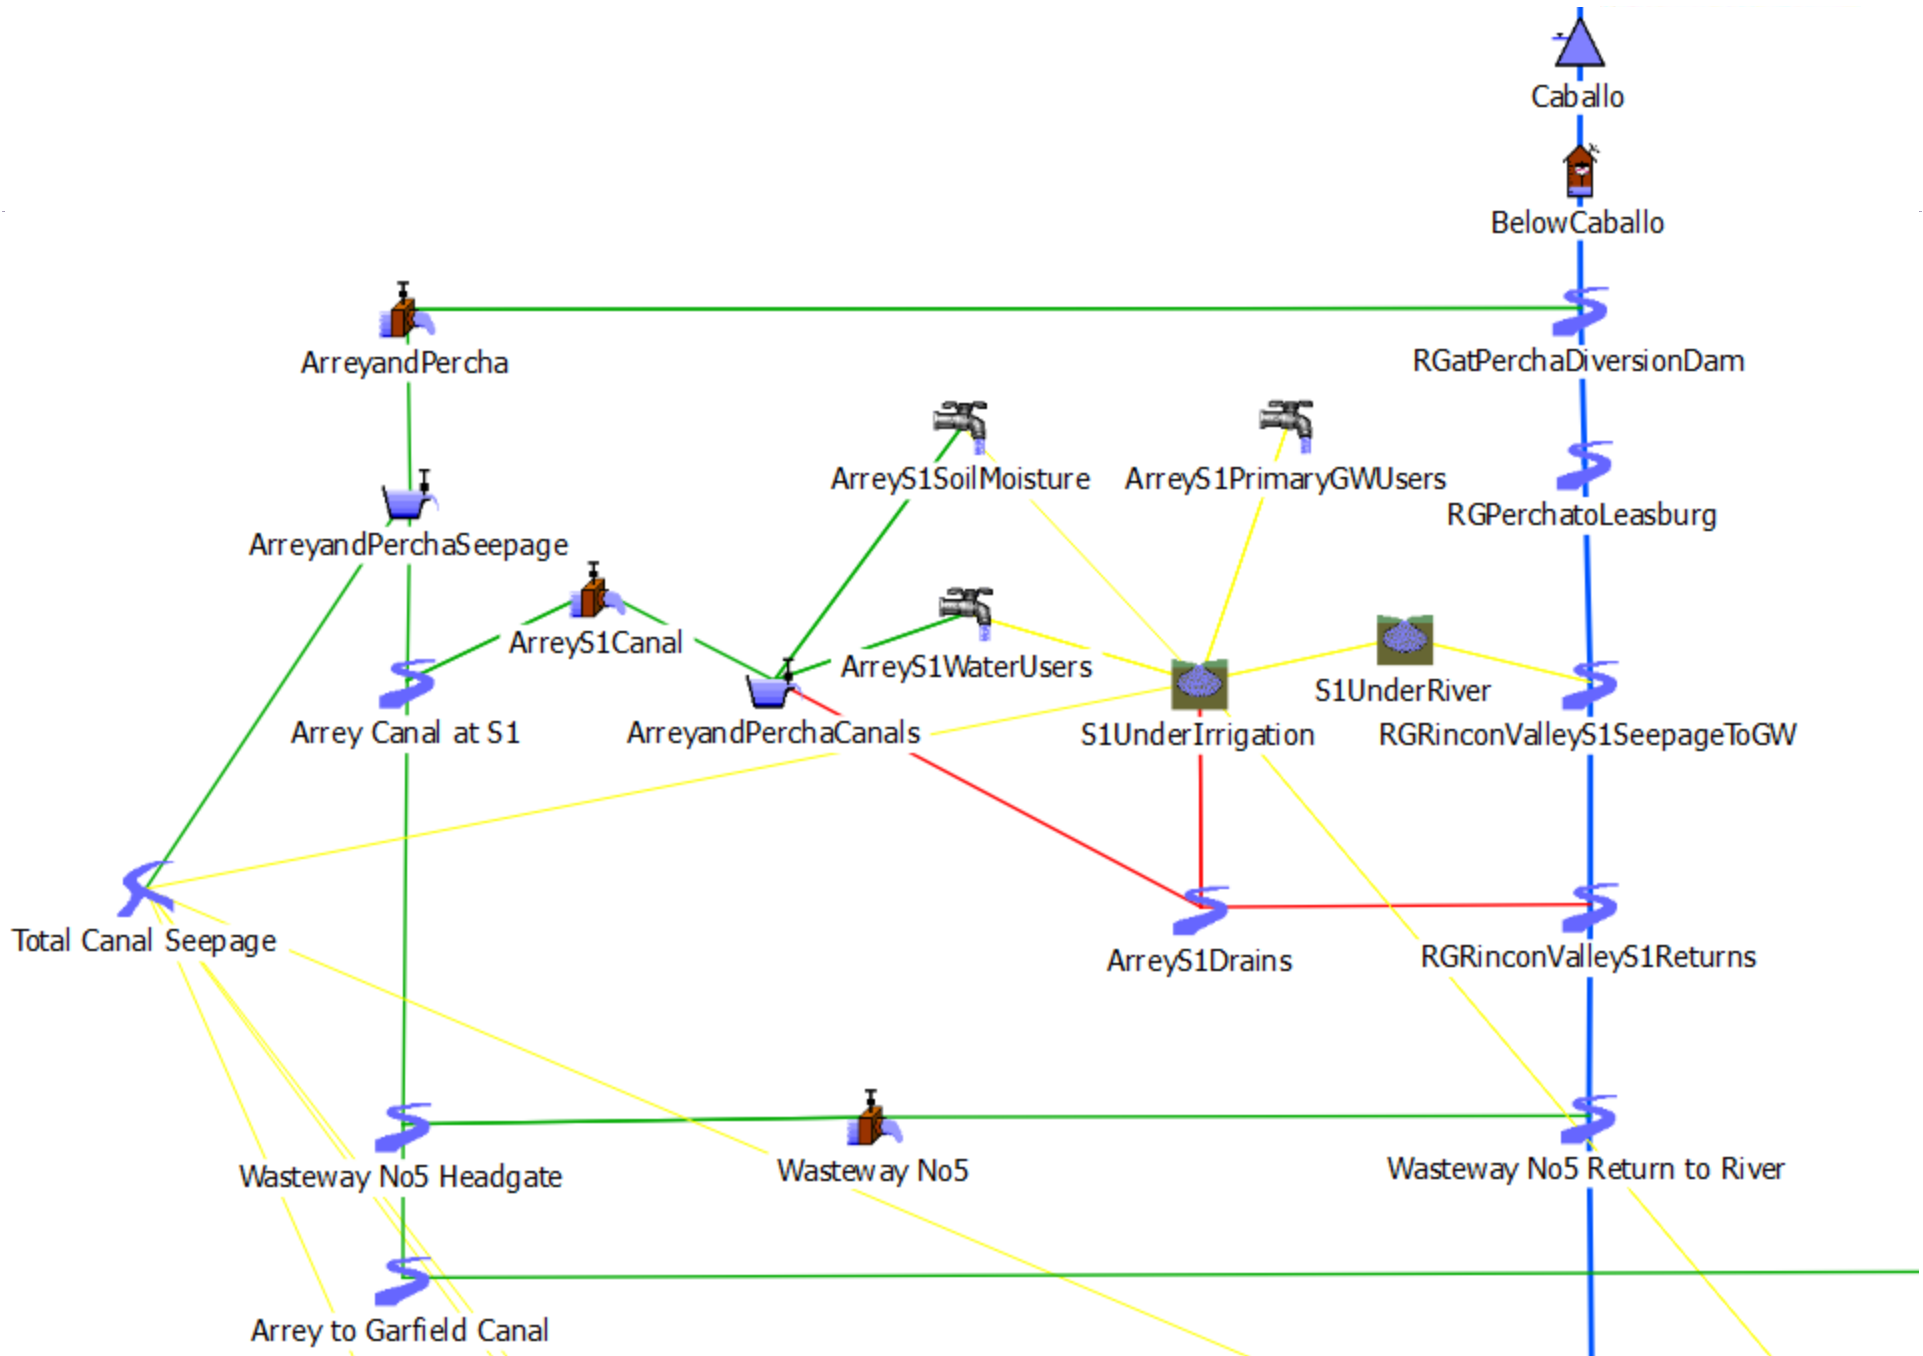 Caballo
BelowCaballo
ArreyandPercha
RGatPerchaDiversionDam
ArreyS1SoilMoisture
ArreyS1PrimaryGWUsers
RGPerchatoLeasburg
ArreyandPerchaSeepage
ArreyS1Canal
ArreyS1WaterUsers
S1UnderRiver
Arrey Canal at S1
ArreyandPerchaCanals
S1UnderIrrigation
RGRinconValleyS1SeepageToGW
Total Canal Seepage
ArreyS1Drains
RGRinconValleyS1Returns
Wasteway No5 Headgate
Wasteway No5
Wasteway No5 Return to River
Arrey to Garfield Canal